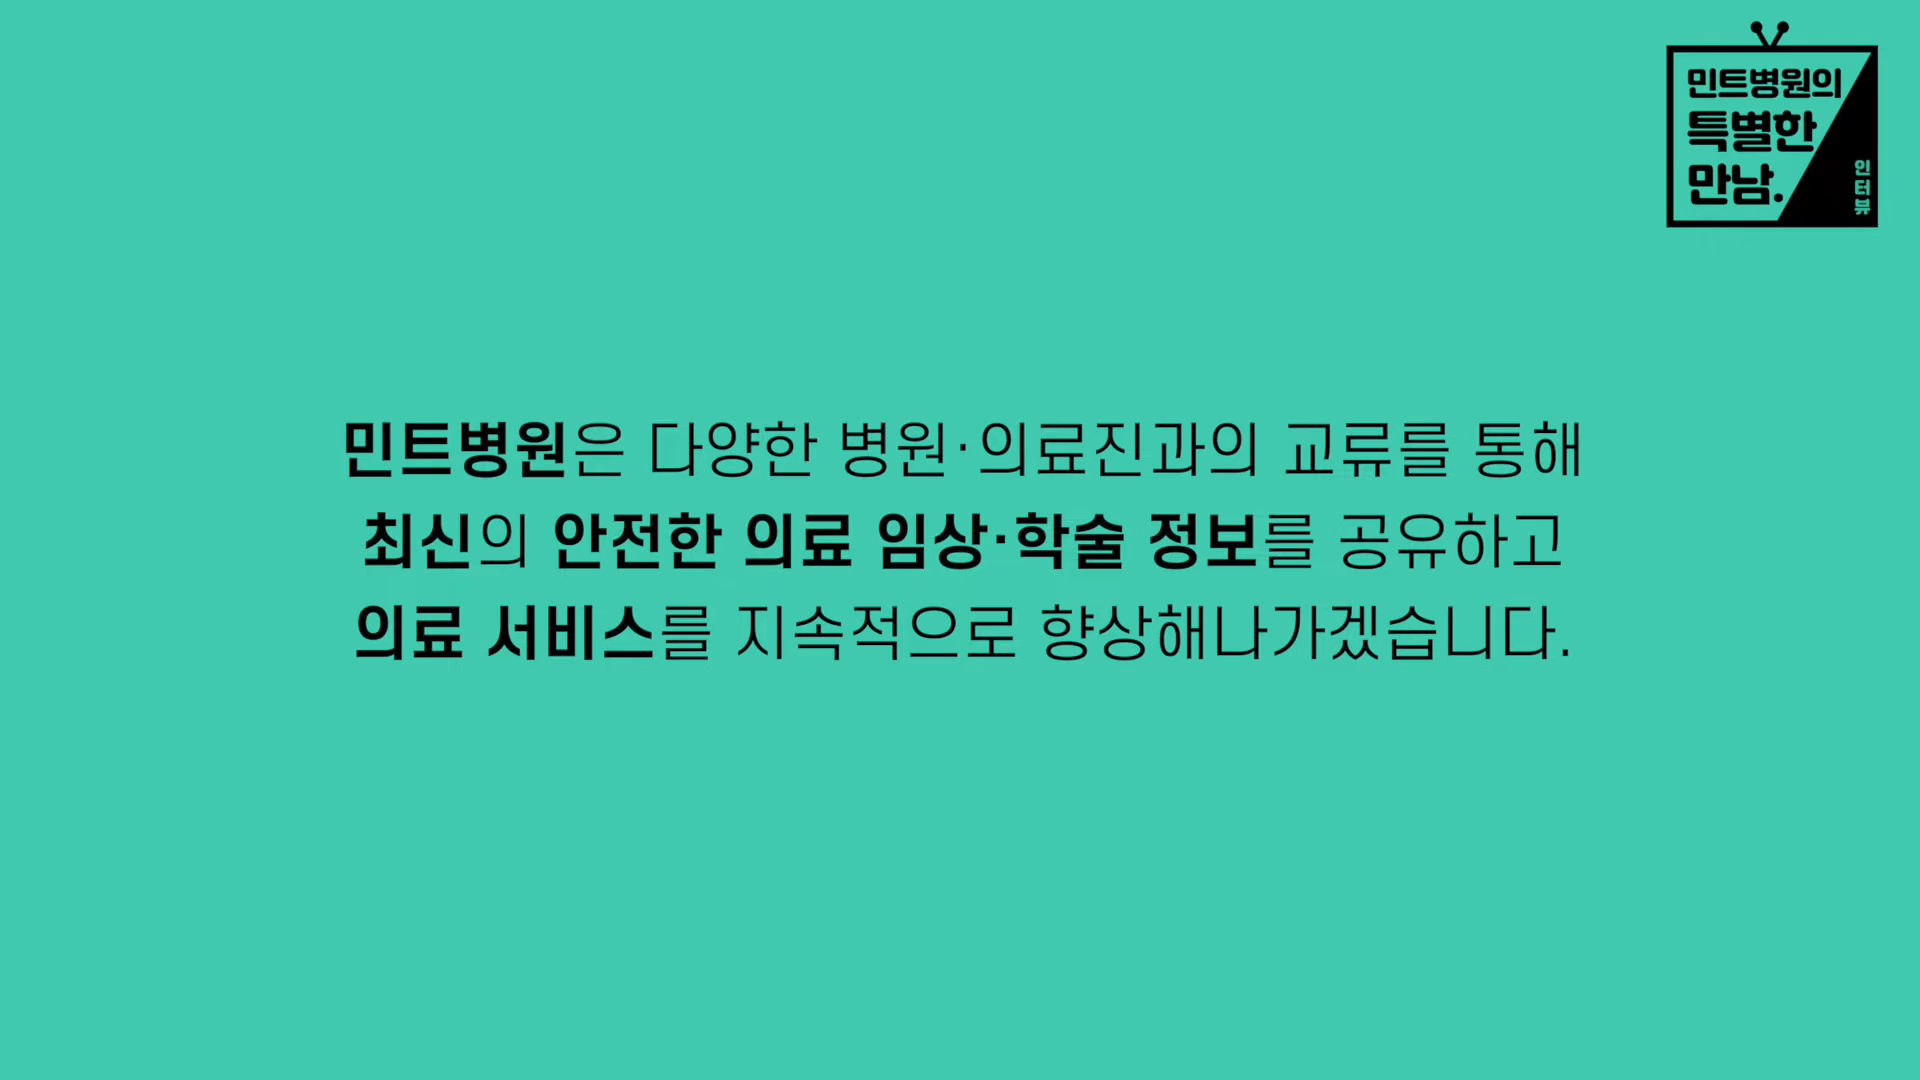 민트병원의
특별한
만남.
인터뷰
민트병원은 다양한 병원·의료진과의 교류를 통해
최신의 안전한 의료 임상·학술 정보를 공유하고
의료 서비스를 지속적으로 향상해나가겠습니다.